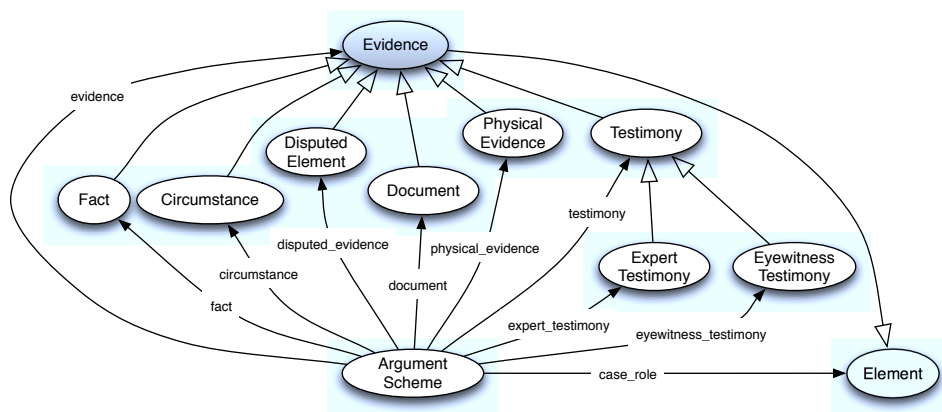 Evidence
evidence
Physical
Evidence
Testimony
Disputed
Element
Document
Fact
Circumstance
testimony
disputed_evidence
physical_evidence
Expert
Testimony
Eyewitness
Testimony
circumstance
document
fact
expert_testimony
eyewitness_testimony
Argument
Scheme
case_role
Element